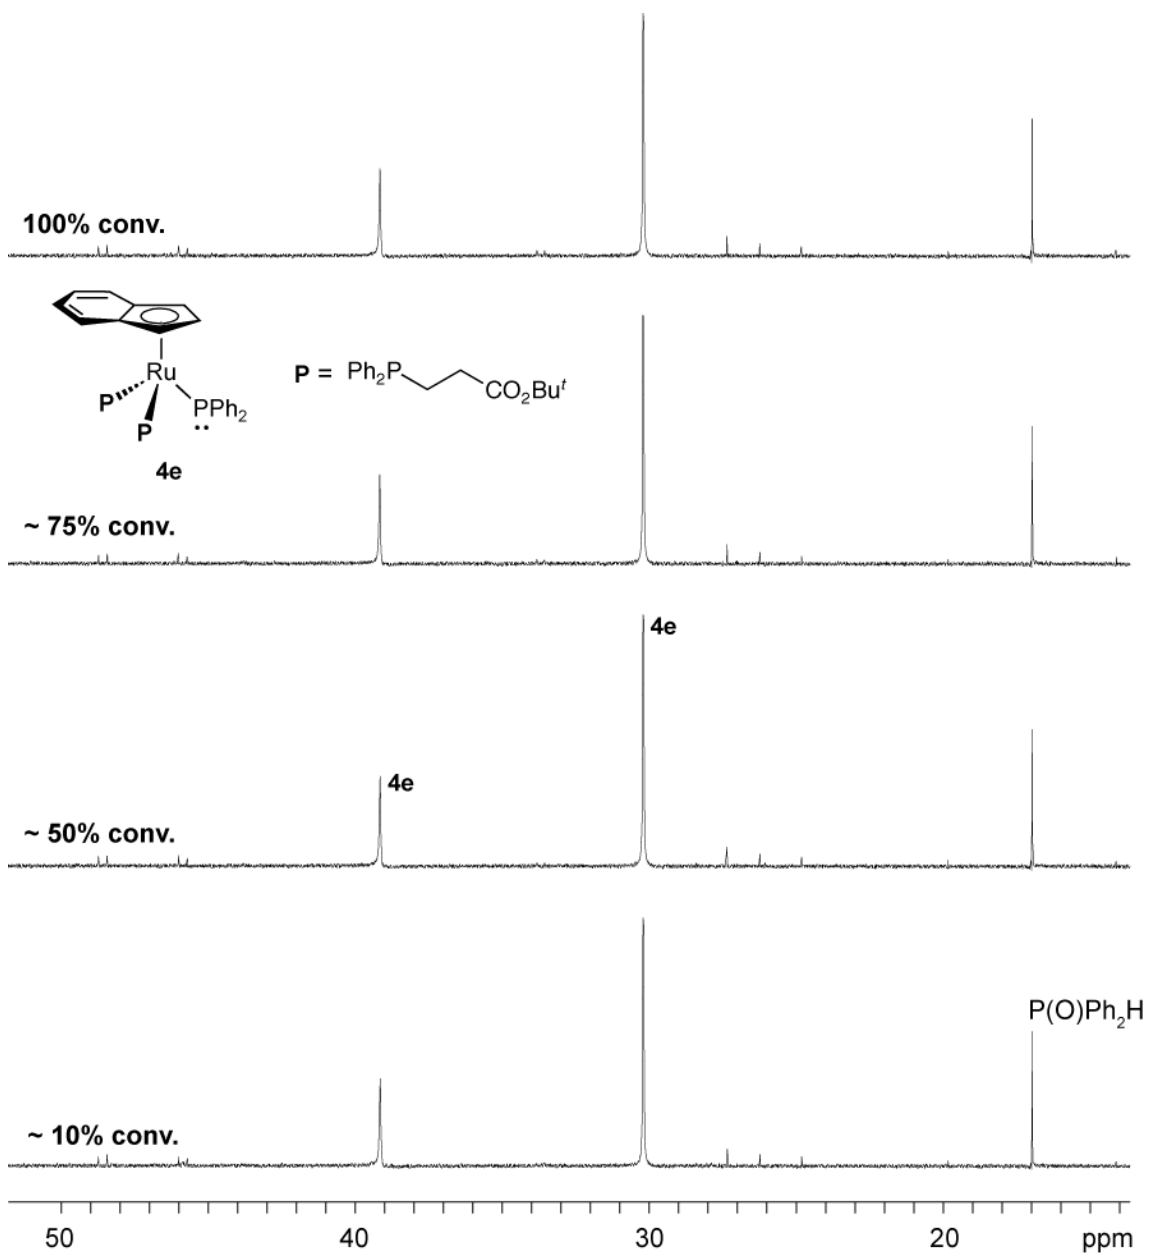 100% conv.
Ru
P
P
PPh₂
4e
P = Ph₂P
CO₂Buᵗ
~ 75% conv.
4e
4e
~ 50% conv.
P(O)Ph₂H
~ 10% conv.
50 40 30 20 ppm